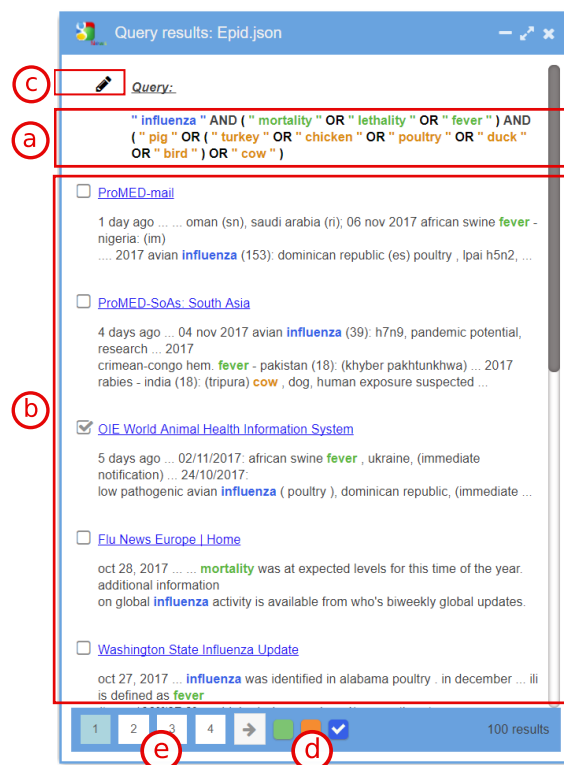 Query results: Epid.json
c
Query:
a
" influenza " AND ( " mortality " OR " lethality " OR " fever " ) AND
( " pig " OR ( " turkey " OR " chicken " OR " poultry " OR " duck "
OR " bird " ) OR " cow " )
ProMED-mail
1 day ago ... ... oman (sn), saudi arabia (ri); 06 nov 2017 african swine fever -
nigeria: (im)
.... 2017 avian influenza (153): dominican republic (es) poultry , lpai h5n2, ...
ProMED-SoAs: South Asia
4 days ago ... 04 nov 2017 avian influenza (39): h7n9, pandemic potential,
research ... 2017
crimean-congo hem. fever - pakistan (18): (khyber pakhtunkhwa) ... 2017
rabies - india (18): (tripura) cow , dog, human exposure suspected ...
b
OIE World Animal Health Information System
5 days ago ... 02/11/2017: african swine fever , ukraine, (immediate
notification) ... 24/10/2017:
low pathogenic avian influenza ( poultry ), dominican republic, (immediate ...
Flu News Europe | Home
oct 28, 2017 ... ... mortality was at expected levels for this time of the year.
additional information
on global influenza activity is available from who's biweekly global updates.
Washington State Influenza Update
oct 27, 2017 ... influenza was identified in alabama poultry . in december ... ili
is defined as fever
1 2 3 4 100 results
e d